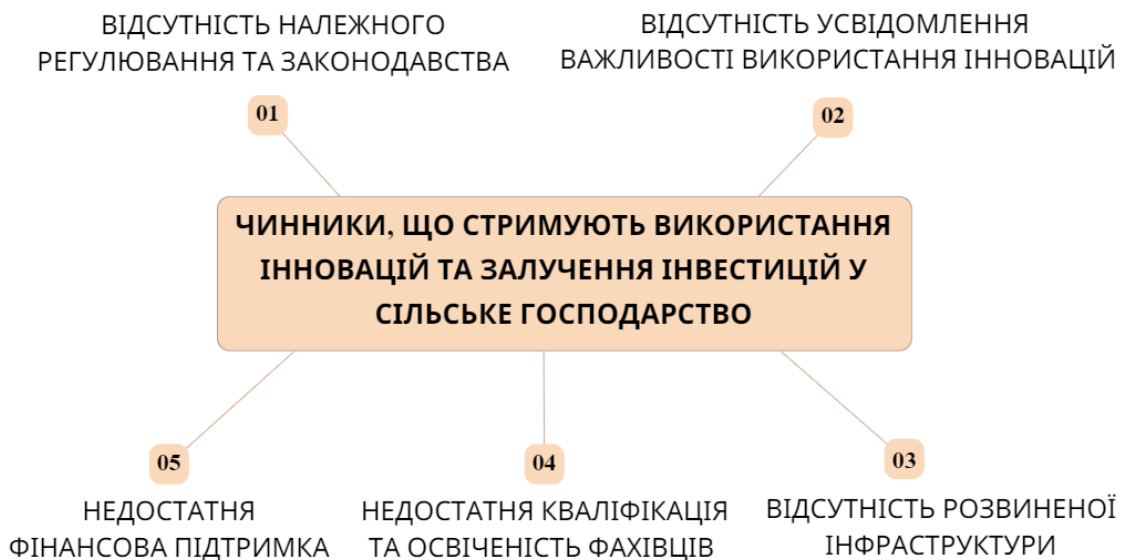 ВІДСУТНІСТЬ НАЛЕЖНОГО
РЕГУЛЮВАННЯ ТА ЗАКОНОДАВСТВА
01
ВІДСУТНІСТЬ УСВІДОМЛЕННЯ
ВАЖЛИВОСТІ ВИКОРИСТАННЯ ІННОВАЦІЙ
02
ЧИННИКИ, ЩО СТРИМУЮТЬ ВИКОРИСТАННЯ
ІННОВАЦІЙ ТА ЗАЛУЧЕННЯ ІНВЕСТИЦІЙ У
СІЛЬСЬКЕ ГОСПОДАРСТВО
05
НЕДОСТАТНЯ
ФІНАНСОВА ПІДТРИМКА
04
НЕДОСТАТНЯ КВАЛІФІКАЦІЯ
ТА ОСВІЧЕНІСТЬ ФАХІВЦІВ
03
ВІДСУТНІСТЬ РОЗВИНЕНОЇ
ІНФРАСТРУКТУРИ